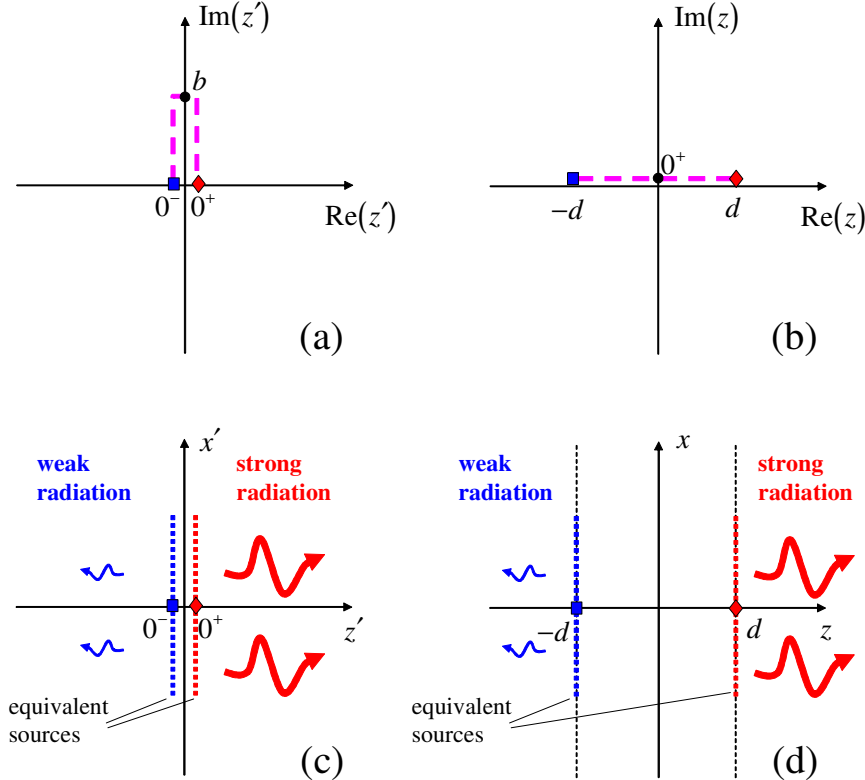 Im(z′)
b
0⁻ 0⁺
Re(z′)
(a)
Im(z)
0⁺
−d
d
Re(z)
(b)
x′
weak
radiation
strong
radiation
0⁻ 0⁺
z′
equivalent
sources
(c)
x
weak
radiation
strong
radiation
−d
d
z
equivalent
sources
(d)